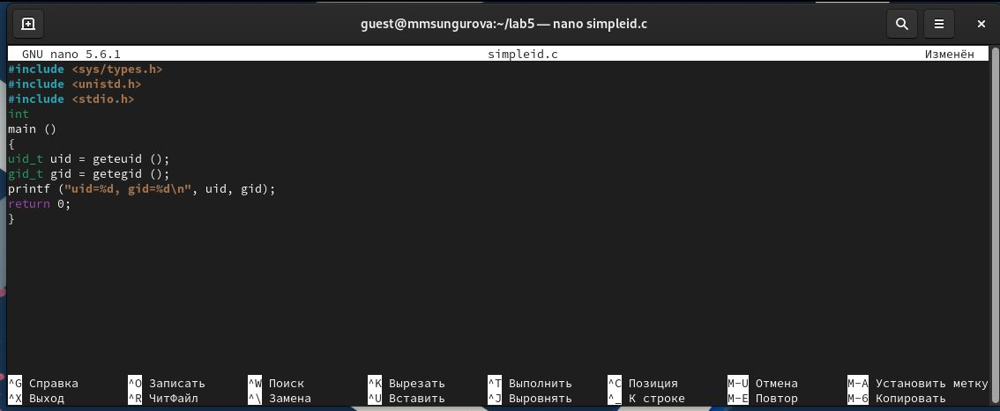 guest@mmsungurova:~/lab5 — nano simpleid.c
GNU nano 5.6.1 simpleid.c Изменён
#include <sys/types.h>
#include <unistd.h>
#include <stdio.h>
int
main ()
{
uid_t uid = geteuid ();
gid_t gid = getegid ();
printf ("uid=%d, gid=%d\n", uid, gid);
return 0;
}
^G Справка ^O Записать ^W Поиск ^K Вырезать ^T Выполнить ^C Позиция M-U Отмена M-A Установить метку
^X Выход ^R ЧитФайл ^\ Замена ^U Вставить ^J Выровнять ^_ К строке M-E Повтор M-6 Копировать